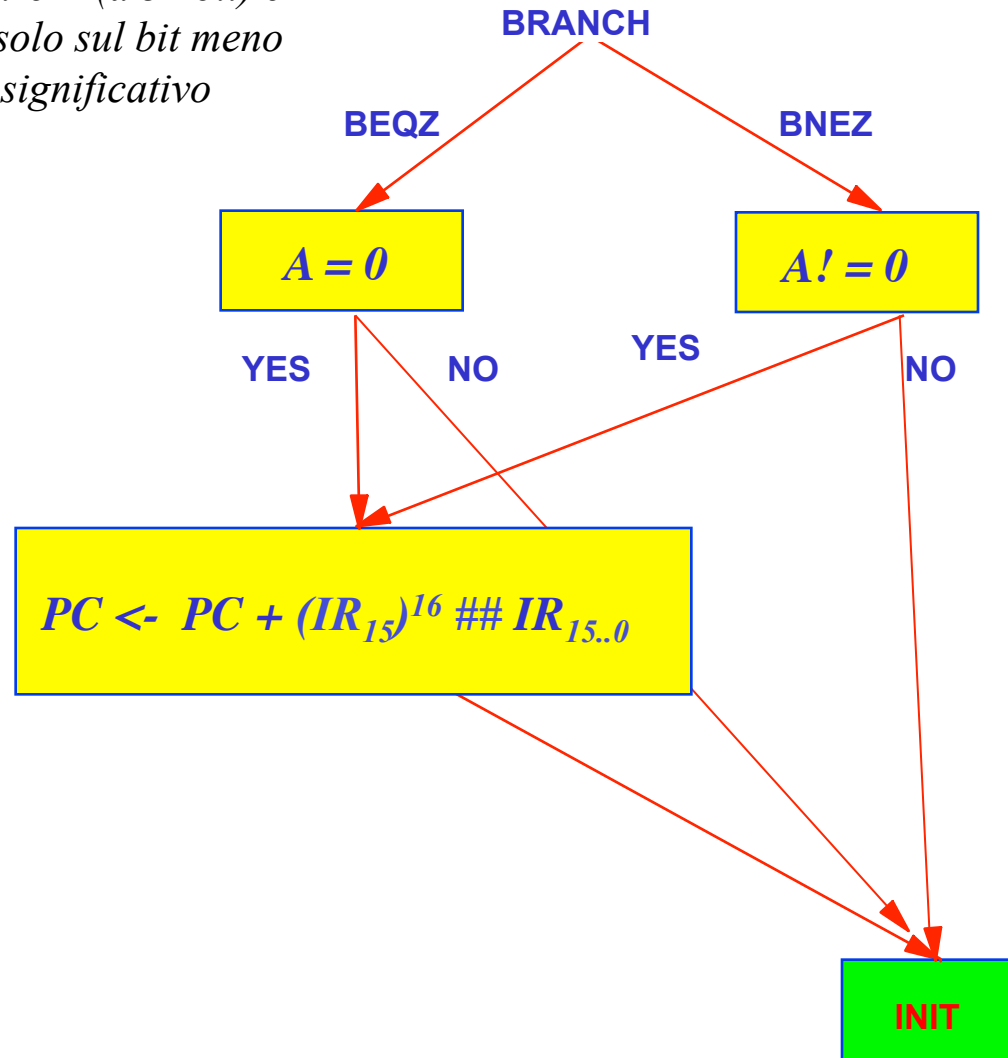 solo sul bit meno
significativo
BRANCH
BEQZ
BNEZ
A = 0
A! = 0
YES
NO
YES
NO
PC <- PC + (IR15)16 ## IR15..0
INIT